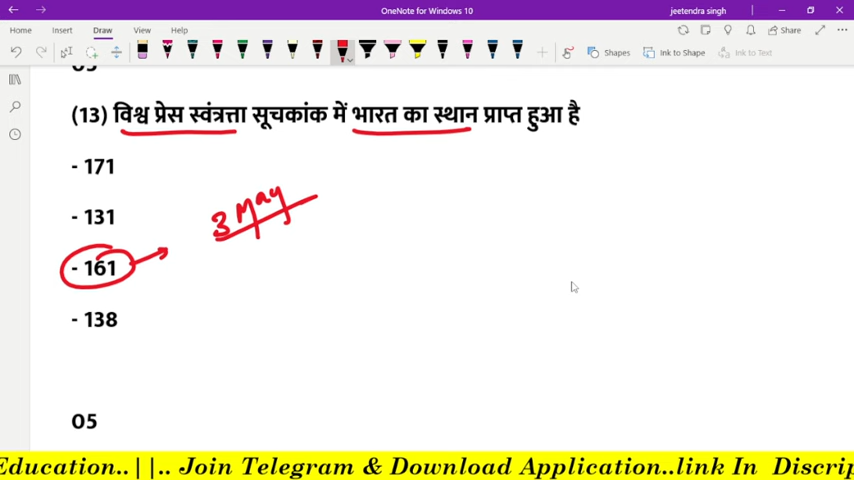 OneNote for Windows 10
jeetendra singh
Home Insert Draw View Help
Share
Shapes Ink to Shape Ink to Text
05
(13) विश्व प्रेस स्वंत्रत्ता सूचकांक में भारत का स्थान प्राप्त हुआ है
- 171
3 May
- 131
- 161
- 138
05
Education..||.. Join Telegram & Download Application..link In Discrip